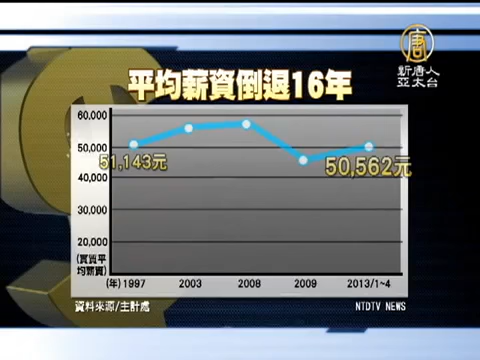 新唐人
亞太台
平均薪資倒退16年
60,000
50,000
40,000
30,000
20,000
(實質平
均薪資)
51,143元
50,562元
(年)1997
2003
2008
2009
2013/1~4
資料來源/主計處
NTDTV NEWS